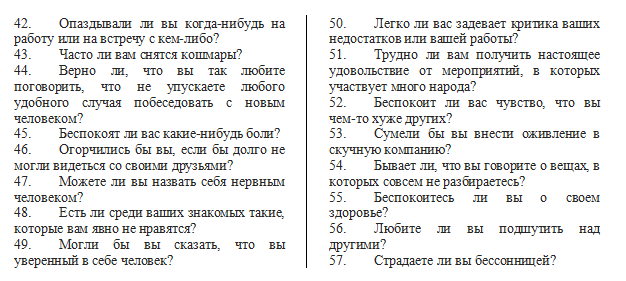 42. Опаздывали ли вы когда-нибудь на
работу или на встречу с кем-либо?
43. Часто ли вам снятся кошмары?
44. Верно ли, что вы так любите
поговорить, что не упускаете любого
удобного случая побеседовать с новым
человеком?
45. Беспокоят ли вас какие-нибудь боли?
46. Огорчились бы вы, если бы долго не
могли видеться со своими друзьями?
47. Можете ли вы назвать себя нервным
человеком?
48. Есть ли среди ваших знакомых такие,
которые вам явно не нравятся?
49. Могли бы вы сказать, что вы
уверенный в себе человек?
50. Легко ли вас задевает критика ваших
недостатков или вашей работы?
51. Трудно ли вам получить настоящее
удовольствие от мероприятий, в которых
участвует много народа?
52. Беспокоит ли вас чувство, что вы
чем-то хуже других?
53. Сумели бы вы внести оживление в
скучную компанию?
54. Бывает ли, что вы говорите о вещах, в
которых совсем не разбираетесь?
55. Беспокоитесь ли вы о своем
здоровье?
56. Любите ли вы подшутить над
другими?
57. Страдаете ли вы бессонницей?